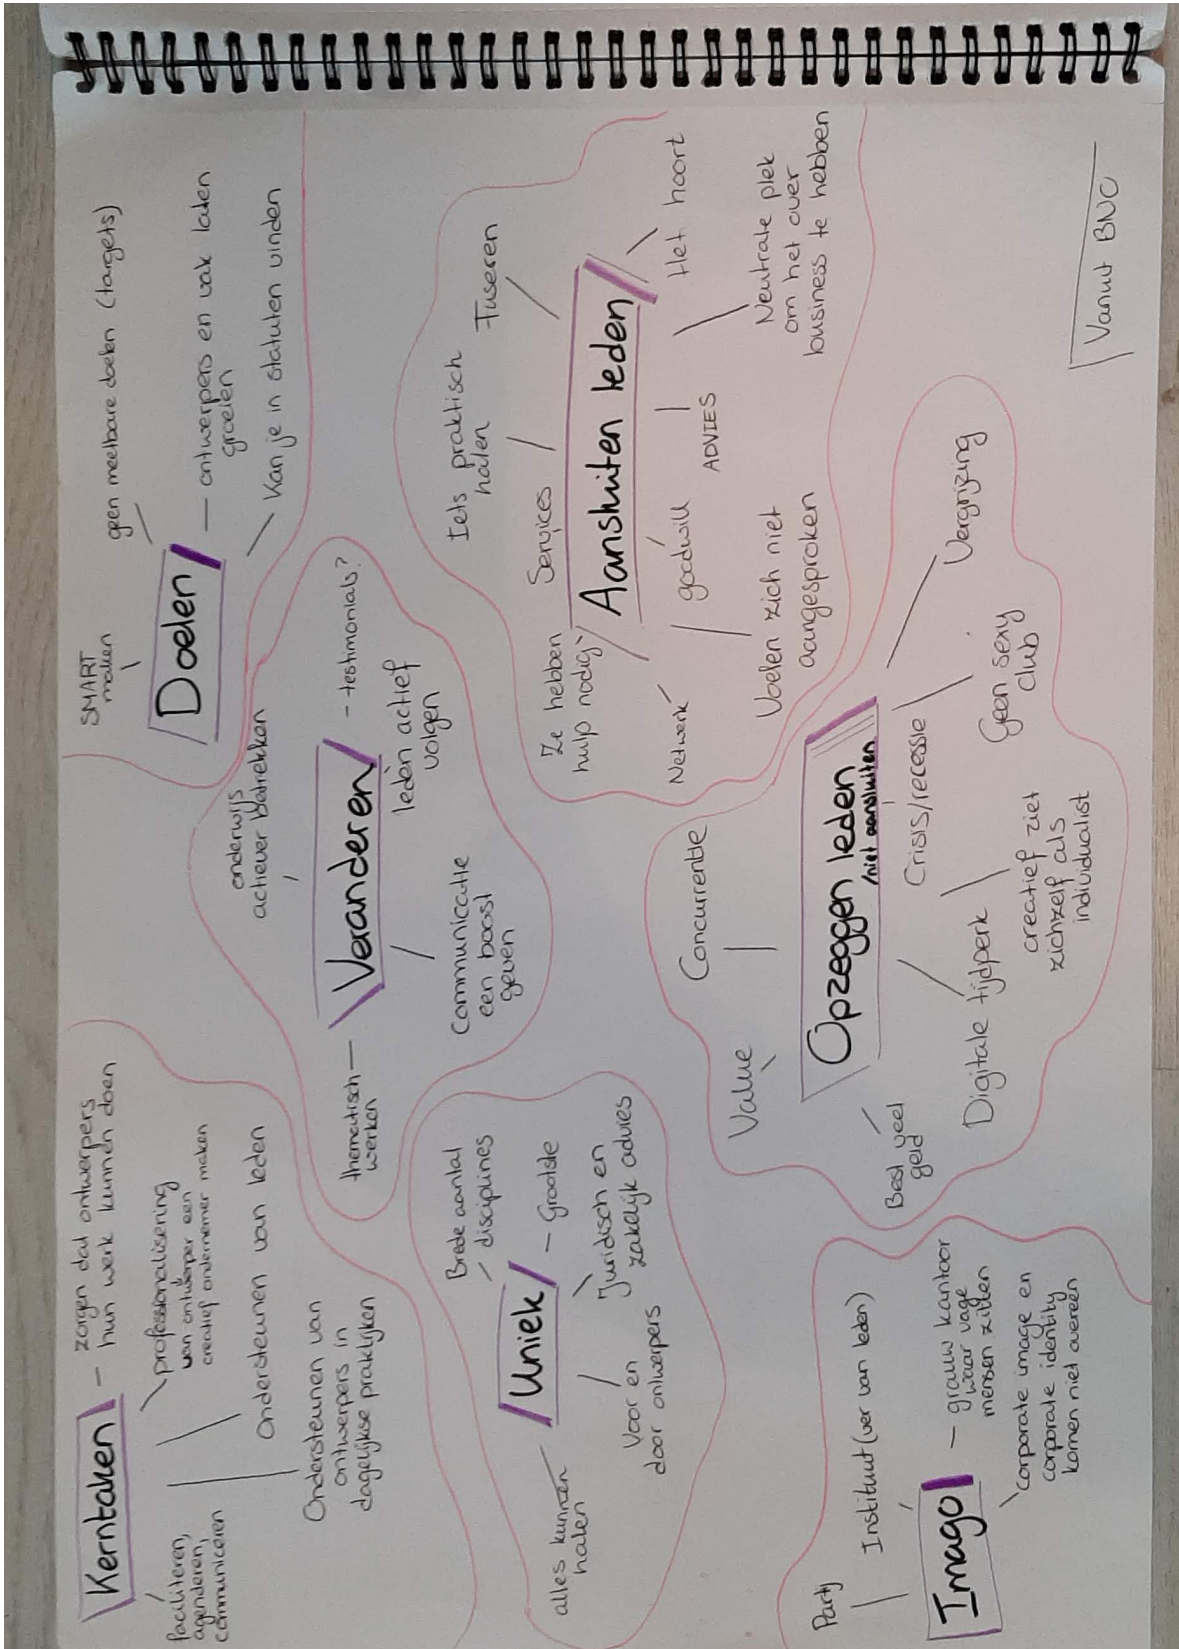 Kerntaken
zorgen dat ontwerpers
hun werk kunnen doen
professionalisering
van ontwerper een
creatief ondernemer maken
Ondersteunen van leden
Ondersteunen van
ontwerpers in
dagelijkse praktijken
faciliteren,
agenderen,
communiceren
Veranderen
onderwijs
actiever betrekken
- testimonials?
leden actief
volgen
Communicatie
een boost
geven
thematisch
werken
Doelen
SMART
maken
geen meetbare doelen (targets)
ontwerpers en vak laten
groeien
Kan je in statuten vinden
Uniek
Brede aantal
disciplines
Grootste
Juridisch en
zakelijk advies
Voor en
door ontwerpers
alles kunnen
halen
Aansluiten leden
Ze hebben
hulp nodig
Services
Iets praktisch
halen
Tuseren
Het hoort
Neutrale plek
om het over
business te hebben
ADVIES
goodwill
Netwerk
Voelen zich niet
aangesproken
Imago
Partij
Instituut (ver van leden)
grauw kantoor
waar vage
mensen zitten
corporate image en
corporate identity
komen niet overeen
Opzeggen leden
/niet aansluiten
Value
Concurrentie
Best veel
geld
Digitale tijdperk
Crisis/recessie
creatief ziet
zichzelf als
individualist
Geen sexy
club
Vergrijzing
Vanuit BNO